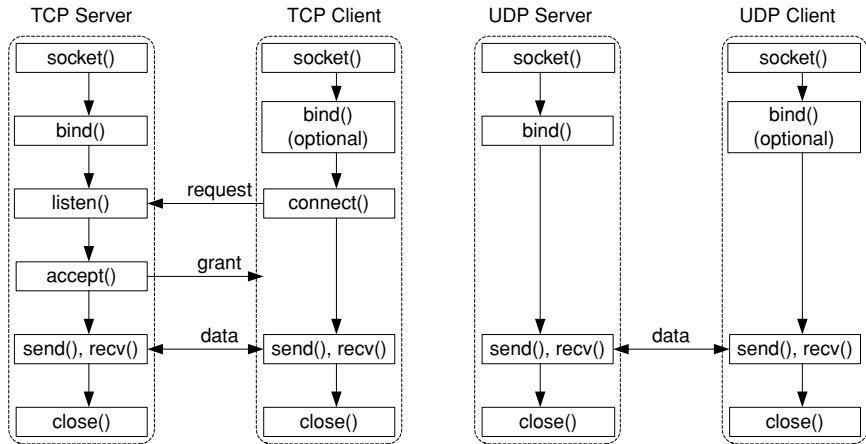 TCP Server
TCP Client
UDP Server
UDP Client
socket()
socket()
socket()
socket()
bind()
bind()
(optional)
bind()
bind()
(optional)
listen()
request
connect()
accept()
grant
send(), recv()
data
send(), recv()
send(), recv()
data
send(), recv()
close()
close()
close()
close()